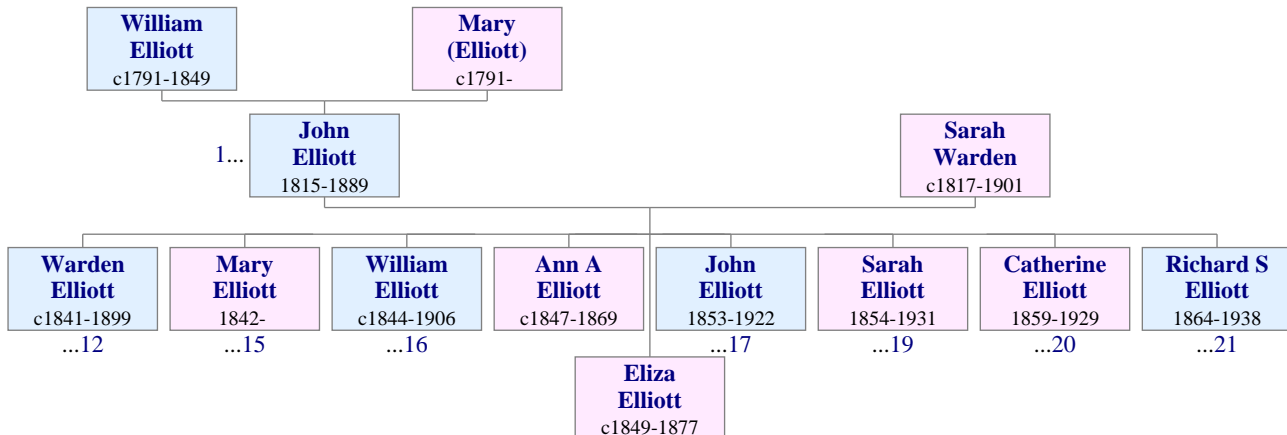 William
Elliott
c1791-1849
Mary
(Elliott)
c1791-
1...
John
Elliott
1815-1889
Sarah
Warden
c1817-1901
Warden
Elliott
c1841-1899
...12
Mary
Elliott
1842-
...15
William
Elliott
c1844-1906
...16
Ann A
Elliott
c1847-1869
John
Elliott
1853-1922
...17
Sarah
Elliott
1854-1931
...19
Catherine
Elliott
1859-1929
...20
Richard S
Elliott
1864-1938
...21
Eliza
Elliott
c1849-1877